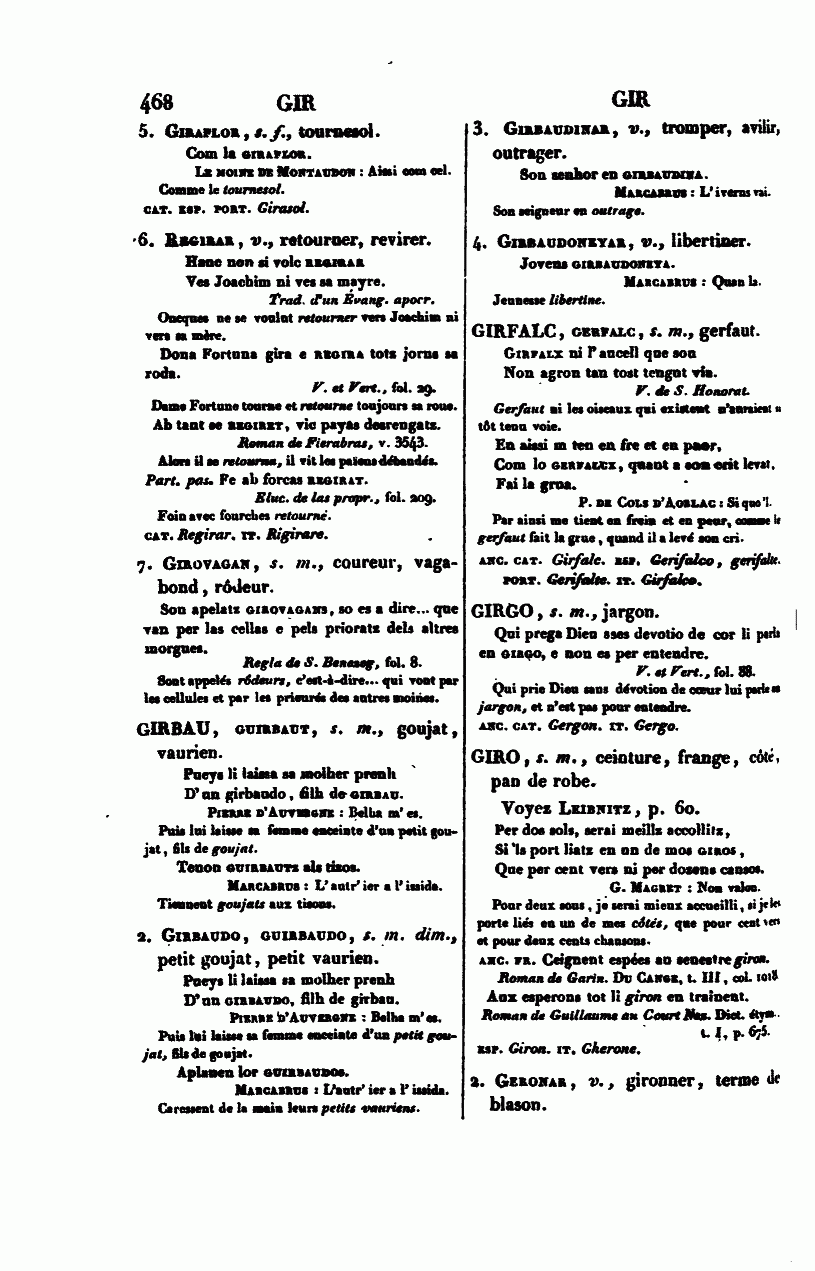 468 GIR
5. GIRAFLOR, s. f., tournesol.
Com la GIRAFLOR.
LE MOINE DE MONTAUDON : Aissi com cel.
Comme le tournesol.
CAT. ESP. PORT. Girasol.
6. REGIRAR, v., retourner, revirer.
Hanc non si volc REGIRAR
Ves Joachim ni ves sa mayre.
Trad. d'un Évang. apocr.
Oncques ne se voulut retourner vers Joachim ni
vers sa mère.
Dona Fortuna gira e REGIRA totz jorns sa
roda.
V. et Vert., fol. 29.
Dame Fortune tourne et retourne toujours sa roue.
Ab tant se REGIRET, vic payas desrengatz.
Roman de Fierabras, v. 3543.
Alors il se retourna, il vit les païens débandés.
Part. pas. Fe ab forcas REGIRAT.
Eluc. de las propr., fol. 209.
Foin avec fourches retourné.
CAT. Regirar. IT. Rigirare.
7. GIROVAGAN, s. m., coureur, vaga-
bond, rôdeur.
Son apelatz GIROVAGANS, so es a dire... que
van per las cellas e pels prioratz dels altres
morgues.
Regla de S. Beneseg, fol. 8.
Sont appelés rôdeurs, c'est-à-dire... qui vont par
les cellules et par les prieurés des autres moines.
GIRBAU, GUIRBAUT, s. m., goujat,
vaurien.
Pueys li laissa sa molher prenh
D'un girbaudo, filh de GIRBAU.
PIERRE D'AUVERGNE : Belha m'es.
Puis lui laisse sa femme enceinte d'un petit gou-
jat, fils de goujat.
Tenon GUIRBAUTZ als tizos.
MARCABRUS : L'autr'ier a l'issida.
Tiennent goujats aux tisons.
2. GIRBAUDO, GUIRBAUDO, s. m. dim.,
petit goujat, petit vaurien.
Pueys li laissa sa molher prenh
D'un GIRBAUDO, filh de girbau.
PIERRE D'AUVERGNE : Belha m'es.
Puis lui laisse sa femme enceinte d'un petit gou-
jat, fils de goujat.
Aplanen lor GUIRBAUDOS.
MARCABRUS : L'autr'ier a l'issida.
Caressent de la main leurs petits vauriens.
GIR
3. GIRBAUDINAR, v., tromper, avilir,
outrager.
Son senhor en GIRBAUDINA.
MARCABRUS : L'iverns vai.
Son seigneur en outrage.
4. GIRBAUDONEYAR, v., libertiner.
Jovens GIRBAUDONEYA.
MARCABRUS : Quan la.
Jeunesse libertine.
GIRFALC, GERFALC, s. m., gerfaut.
GIRFALX ni l'aucell que son
Non agron tan tost tengut via.
V. de S. Honorat.
Gerfaut ni les oiseaux qui existent n'auraient si
tôt tenu voie.
En aissi m ten en fre et en paor,
Com lo GERFALCX, quant a son crit levat,
Fai la grua.
P. DE COLS D'AORLAC : Si quo'l.
Par ainsi me tient en frein et en peur, comme le
gerfaut fait la grue, quand il a levé son cri.
ANC. CAT. Girfalc. ESP. Gerifalco, gerifalte.
PORT. Gerifalte. IT. Girfalco.
GIRGO, s. m., jargon.
Qui prega Dieu sses devotio de cor li parla
en GIRGO, e non es per entendre.
V. et Vert., fol. 88.
Qui prie Dieu sans dévotion de cœur lui parle en
jargon, et n'est pas pour entendre.
ANC. CAT. Gergon. IT. Gergo.
GIRO, s. m., ceinture, frange, côté,
pan de robe.
Voyez LEIBNITZ, p. 60.
Per dos sols, serai meillz accollitz,
Si'ls port liatz en un de mos GIROS,
Que per cent vers ni per dozens cansos.
G. MAGRET : Non valon.
Pour deux sous, je serai mieux accueilli, si je les
porte liés en un de mes côtés, que pour cent vers
et pour deux cents chansons.
ANC. FR. Ceignent espées au senestre giron.
Roman de Garin. DU CANGE, t. III, col. 1018
Aux esperons tot li giron en traînent.
Roman de Guillaume au Court Nez. Dict. étym.
t. I, p. 675.
ESP. Giron. IT. Gherone.
2. GERONAR, v., gironner, terme de
blason.